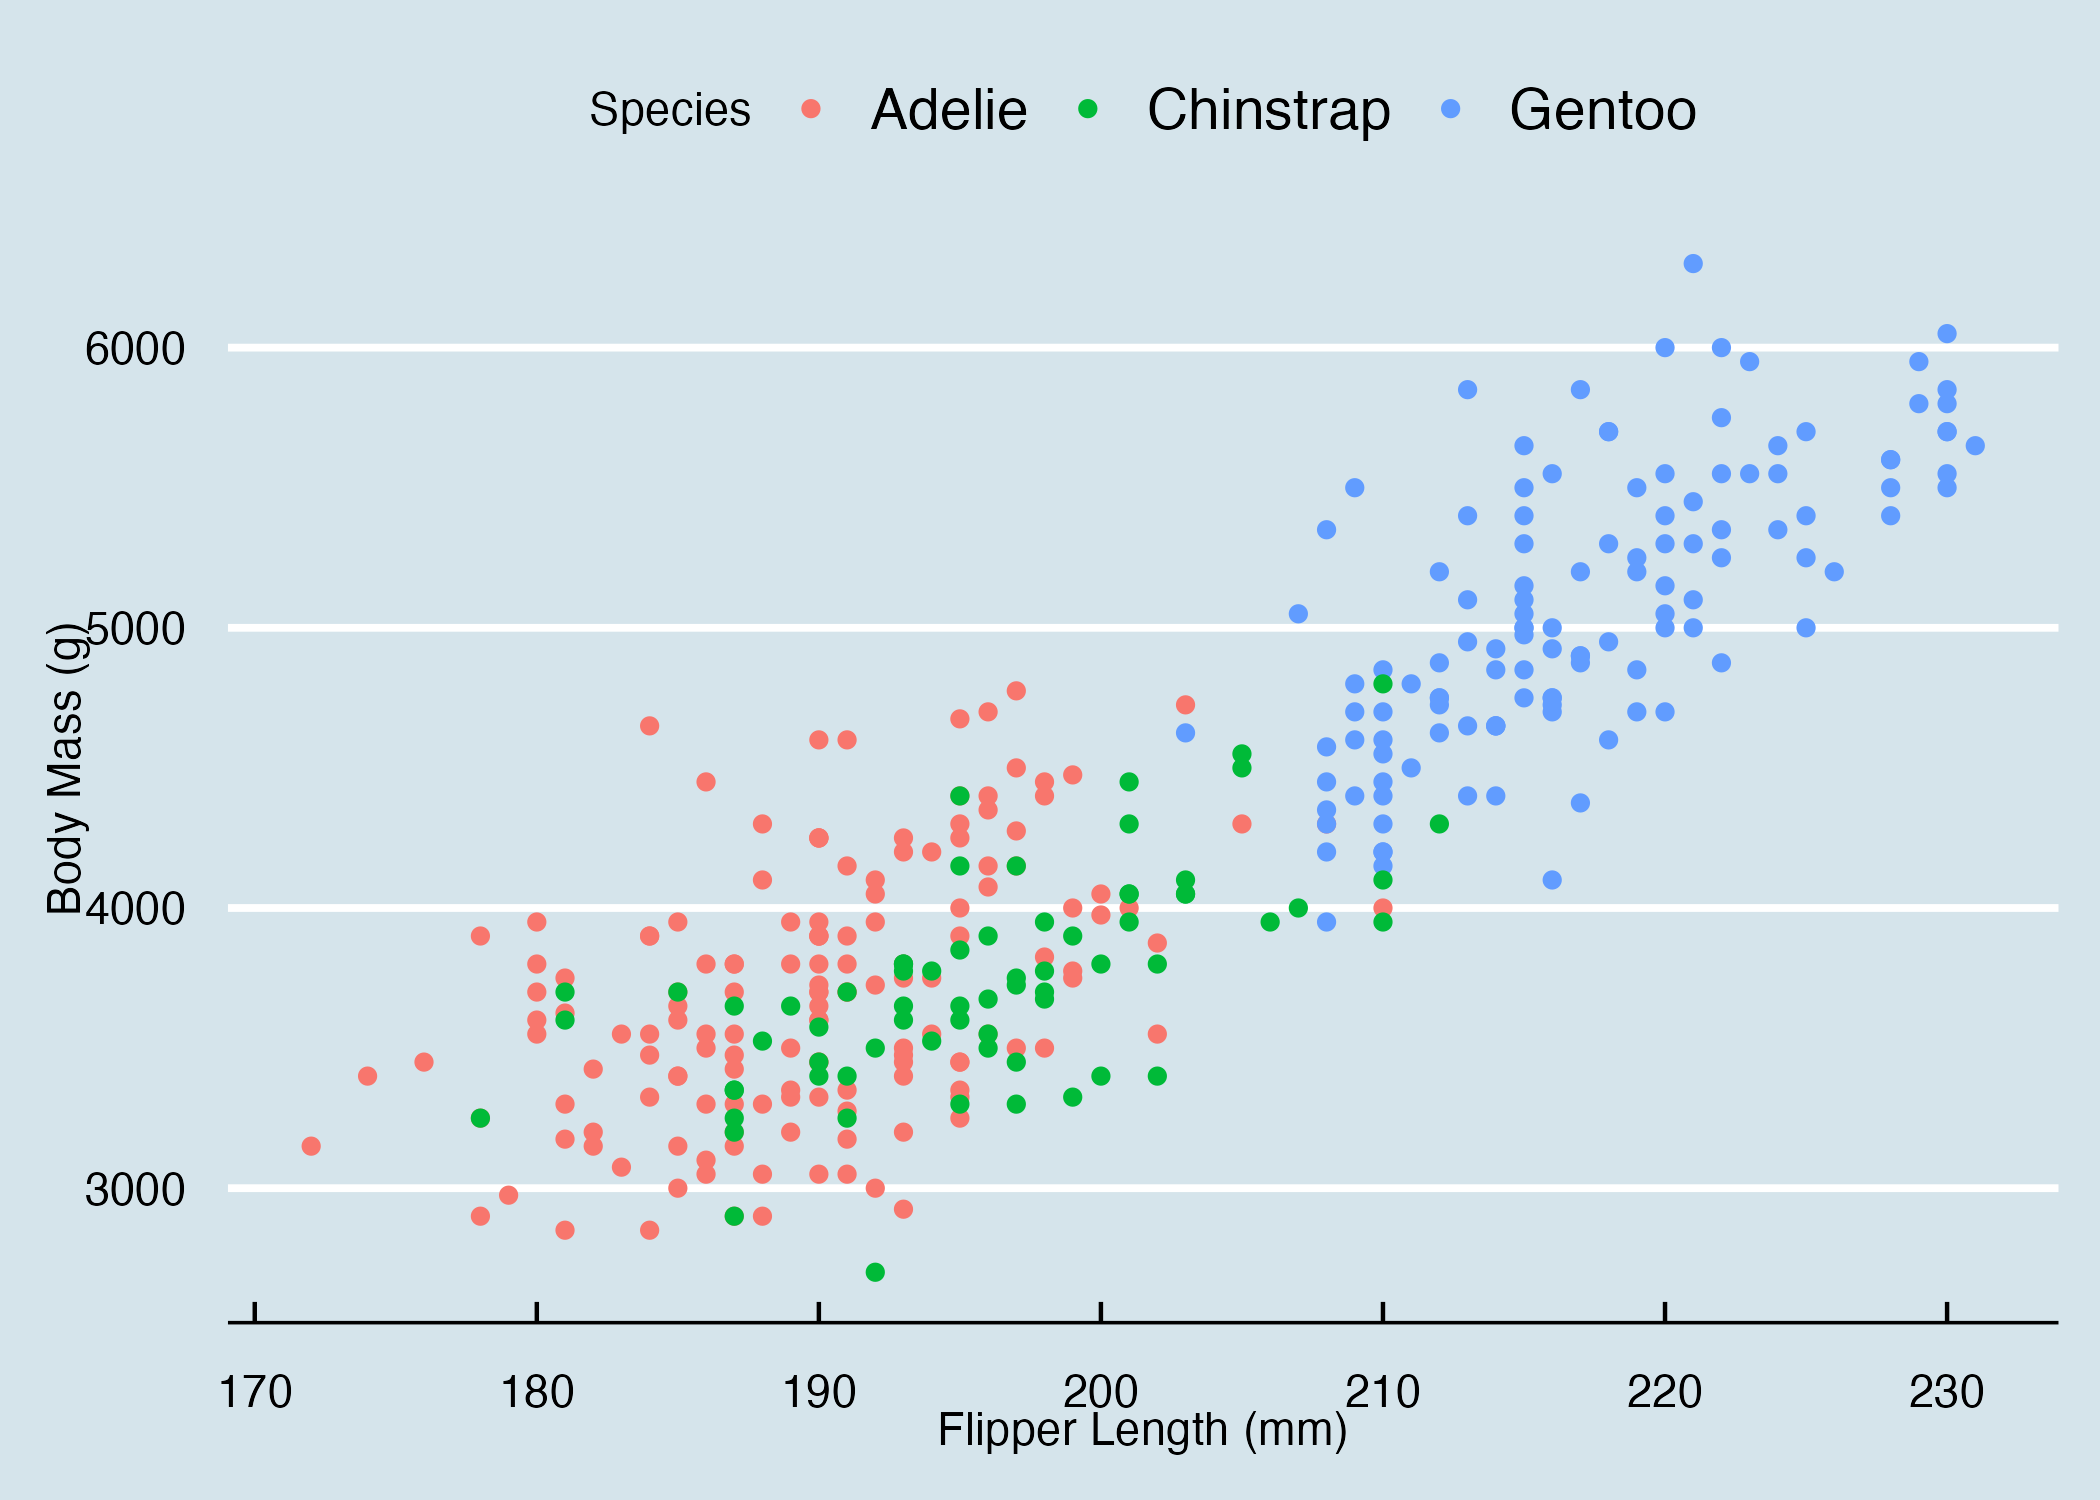 Species Adelie Chinstrap Gentoo
6000
5000
4000
3000
Body Mass (g)
170 180 190 200 210 220 230
Flipper Length (mm)